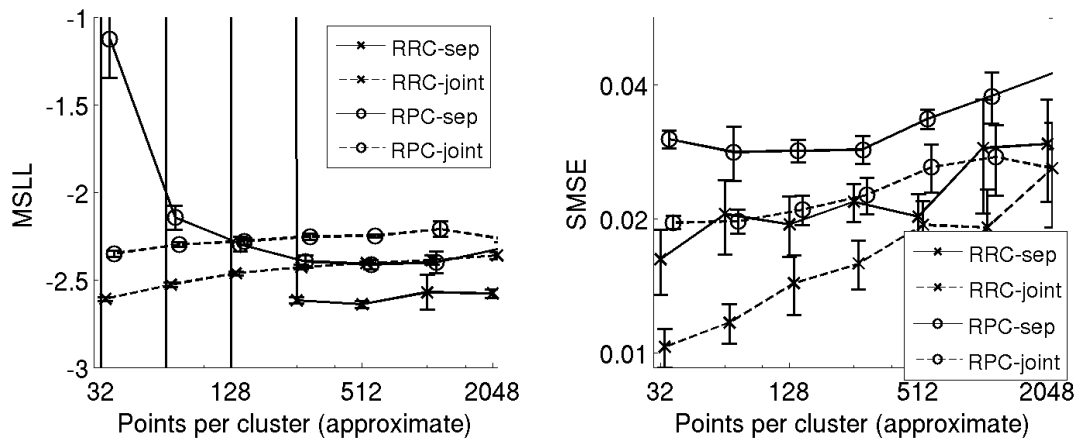 -1
-1.5
-2
-2.5
-3
MSLL
32
128
512
2048
Points per cluster (approximate)
RRC-sep
RRC-joint
RPC-sep
RPC-joint
0.04
0.02
0.01
SMSE
32
128
512
2048
Points per cluster (approximate)
RRC-sep
RRC-joint
RPC-sep
RPC-joint